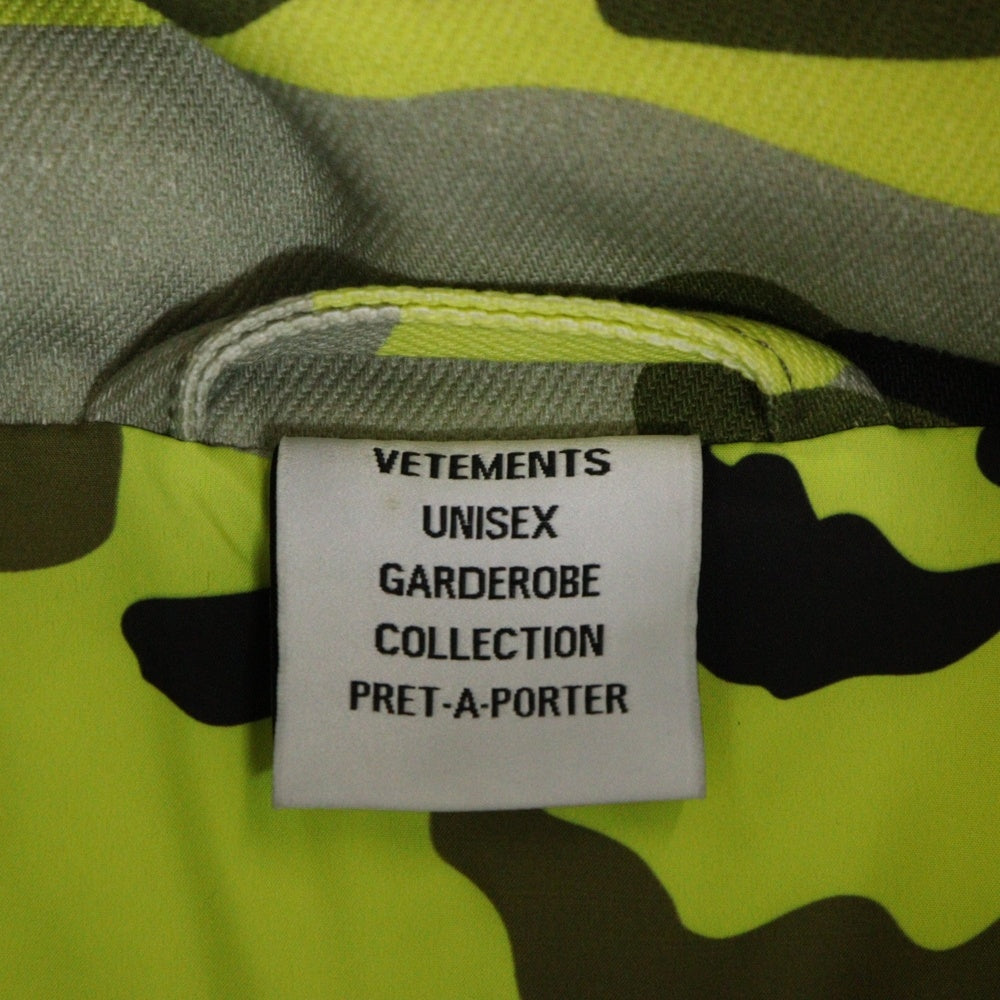 VETEMENTS
UNISEX
GARDEROBE
COLLECTION
PRET-A-PORTER